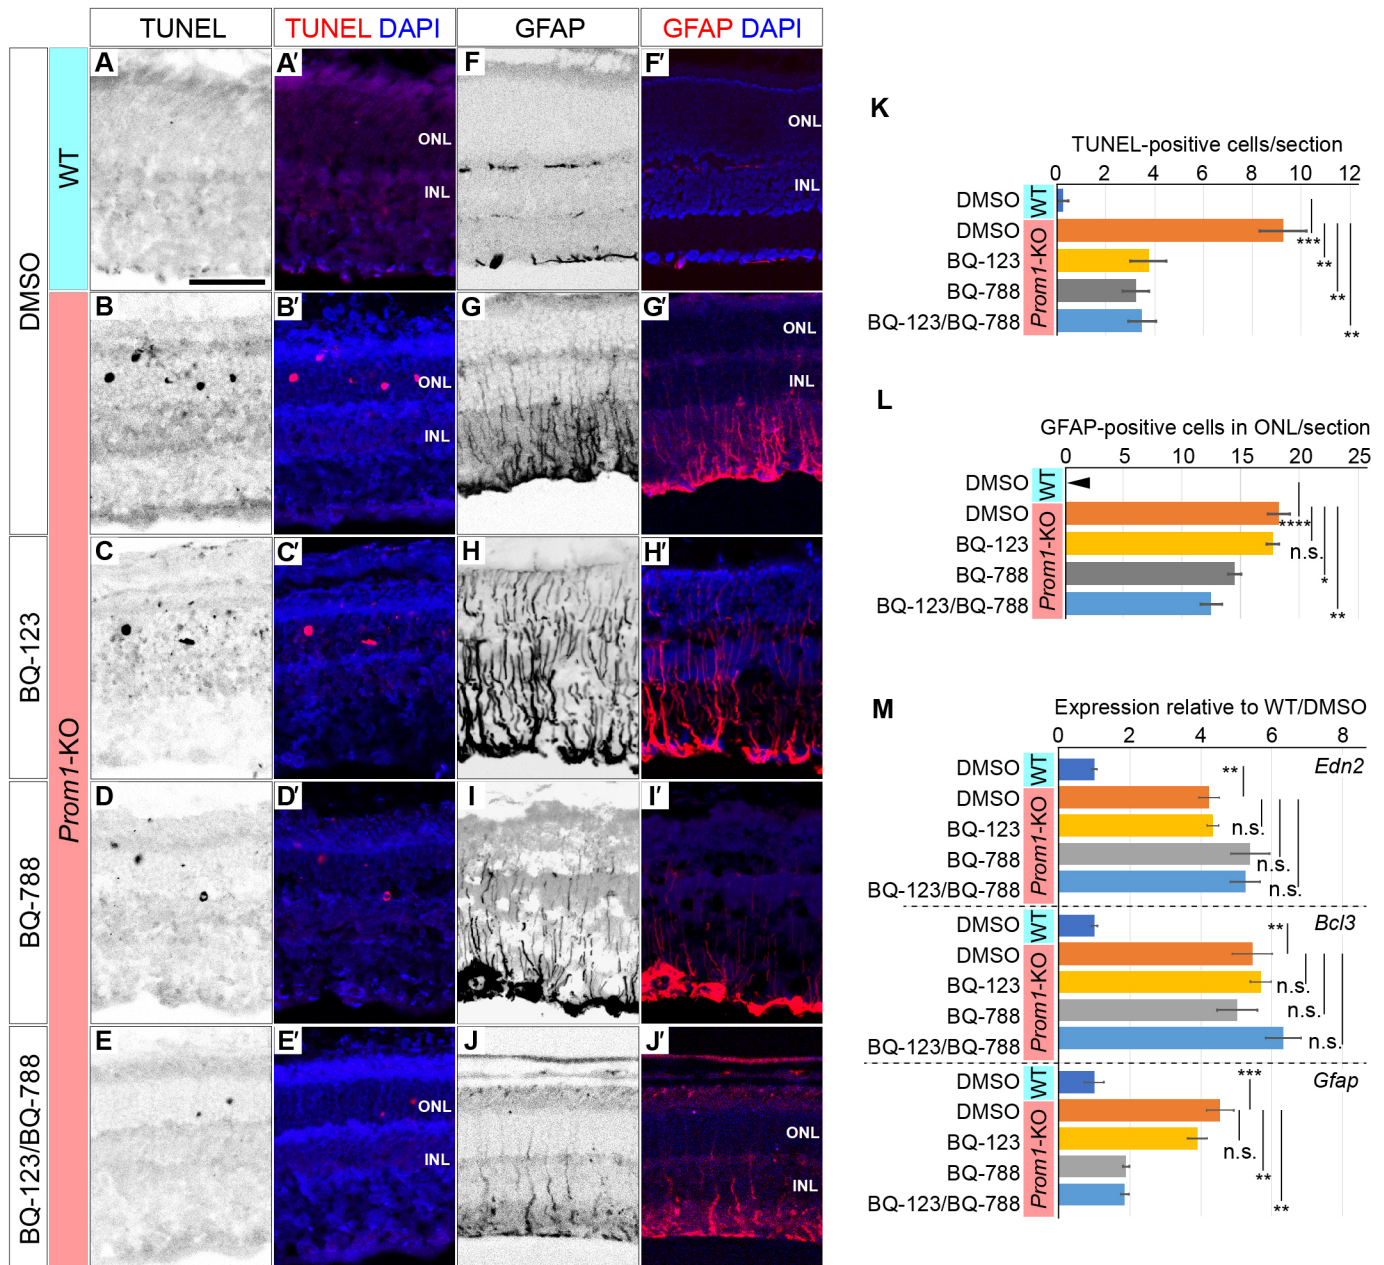 TUNEL
TUNEL DAPI
GFAP
GFAP DAPI
DMSO
WT
A
A′
ONL
INL
F
F′
ONL
INL
Prom1-KO
B
B′
ONL
INL
G
G′
ONL
INL
BQ-123
C
C′
H
H′
BQ-788
D
D′
I
I′
BQ-123/BQ-788
E
E′
ONL
INL
J
J′
ONL
INL
K
TUNEL-positive cells/section
0 2 4 6 8 10 12
WT
Prom1-KO
DMSO
DMSO
***
BQ-123
**
BQ-788
**
BQ-123/BQ-788
**
L
GFAP-positive cells in ONL/section
0 5 10 15 20 25
WT
Prom1-KO
DMSO
DMSO
****
BQ-123
n.s.
BQ-788
*
BQ-123/BQ-788
**
M
Expression relative to WT/DMSO
0 2 4 6 8
Edn2
WT
Prom1-KO
DMSO
**
DMSO
BQ-123
n.s.
BQ-788
n.s.
BQ-123/BQ-788
n.s.
Bcl3
WT
Prom1-KO
DMSO
**
DMSO
BQ-123
n.s.
BQ-788
n.s.
BQ-123/BQ-788
n.s.
Gfap
WT
Prom1-KO
DMSO
***
DMSO
BQ-123
n.s.
BQ-788
**
BQ-123/BQ-788
**